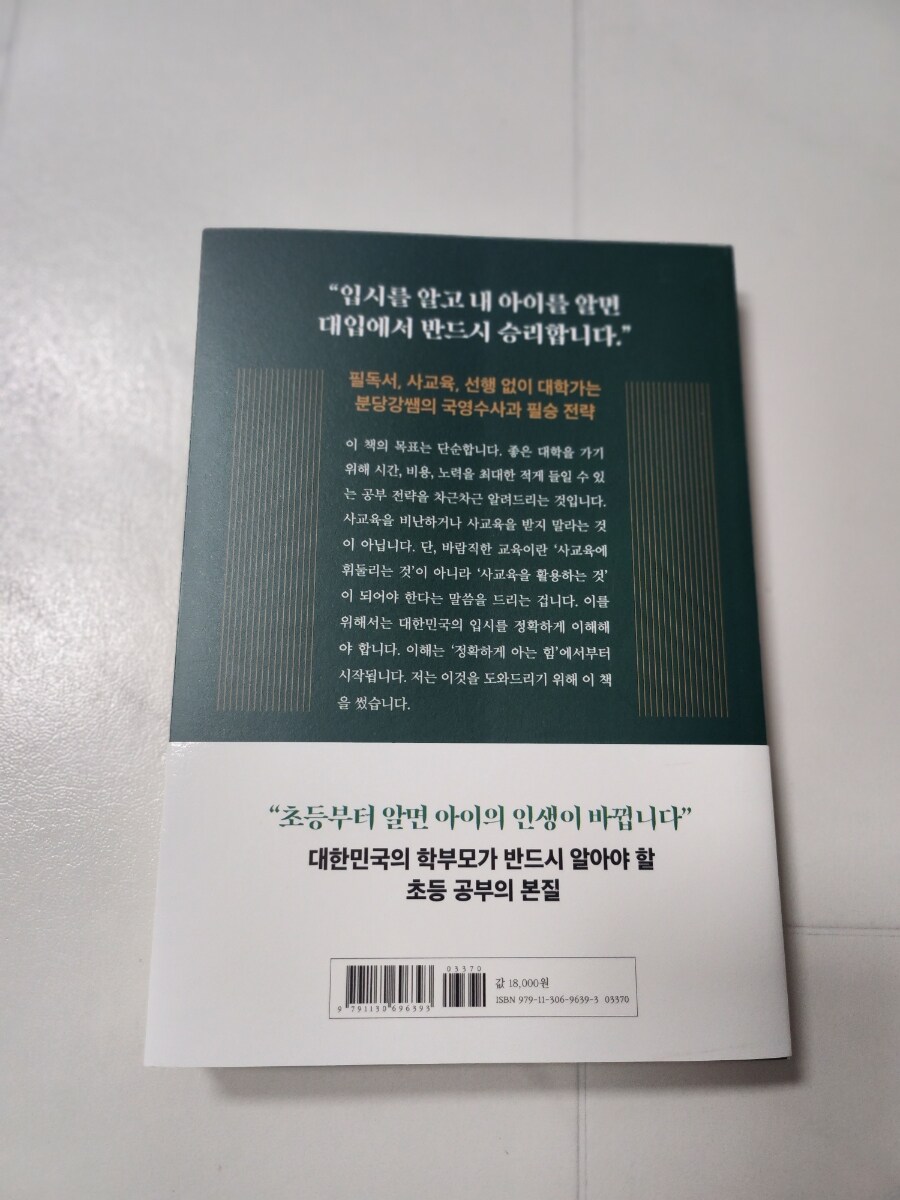 “입시를 알고 내 아이를 알면
대입에서 반드시 승리합니다.”
필독서, 사교육, 선행 없이 대학가는
분당강쌤의 국영수사과 필승 전략
이 책의 목표는 단순합니다. 좋은 대학을 가기
위해 시간, 비용, 노력을 최대한 적게 들일 수 있
는 공부 전략을 차근차근 알려드리는 것입니다.
사교육을 비난하거나 사교육을 받지 말라는 것
이 아닙니다. 단, 바람직한 교육이란 ‘사교육에
휘둘리는 것’이 아니라 ‘사교육을 활용하는 것’
이 되어야 한다는 말씀을 드리는 겁니다. 이를
위해서는 대한민국의 입시를 정확하게 이해해
야 합니다. 이해는 ‘정확하게 아는 힘’에서부터
시작됩니다. 저는 이것을 도와드리기 위해 이 책
을 썼습니다.
“초등부터 알면 아이의 인생이 바뀝니다”
대한민국의 학부모가 반드시 알아야 할
초등 공부의 본질
03370
9 791130 696393
값 18,000원
ISBN 979-11-306-9639-3 03370